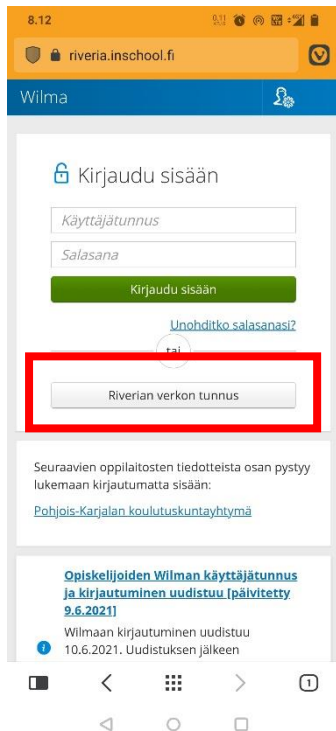 8.12
riveria.inschool.fi
Wilma
Kirjaudu sisään
Käyttäjätunnus
Salasana
Kirjaudu sisään
Unohditko salasanasi?
tai
Riverian verkon tunnus
Seuraavien oppilaitosten tiedotteista osan pystyy
lukemaan kirjautumatta sisään:
Pohjois-Karjalan koulutuskuntayhtymä
Opiskelijoiden Wilman käyttäjätunnus
ja kirjautuminen uudistuu [päivitetty
9.6.2021]
Wilmaan kirjautuminen uudistuu
10.6.2021. Uudistuksen jälkeen
1